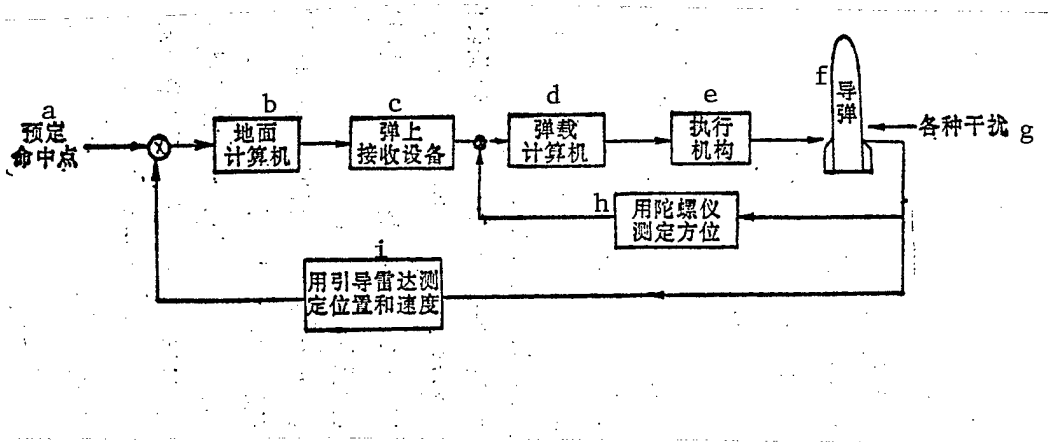 a
预定
命中点
b
地面
计算机
c
弹上
接收设备
d
弹载
计算机
e
执行
机构
f
导
弹
各种干扰 g
h
用陀螺仪
测定方位
i
用引导雷达测
定位置和速度